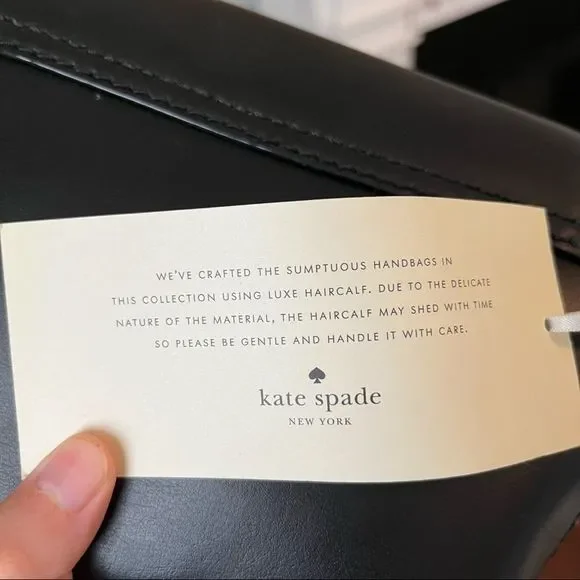 WE'VE CRAFTED THE SUMPTUOUS HANDBAGS IN
THIS COLLECTION USING LUXE HAIRCALF. DUE TO THE DELICATE
NATURE OF THE MATERIAL, THE HAIRCALF MAY SHED WITH TIME
SO PLEASE BE GENTLE AND HANDLE IT WITH CARE.
kate spade
NEW YORK